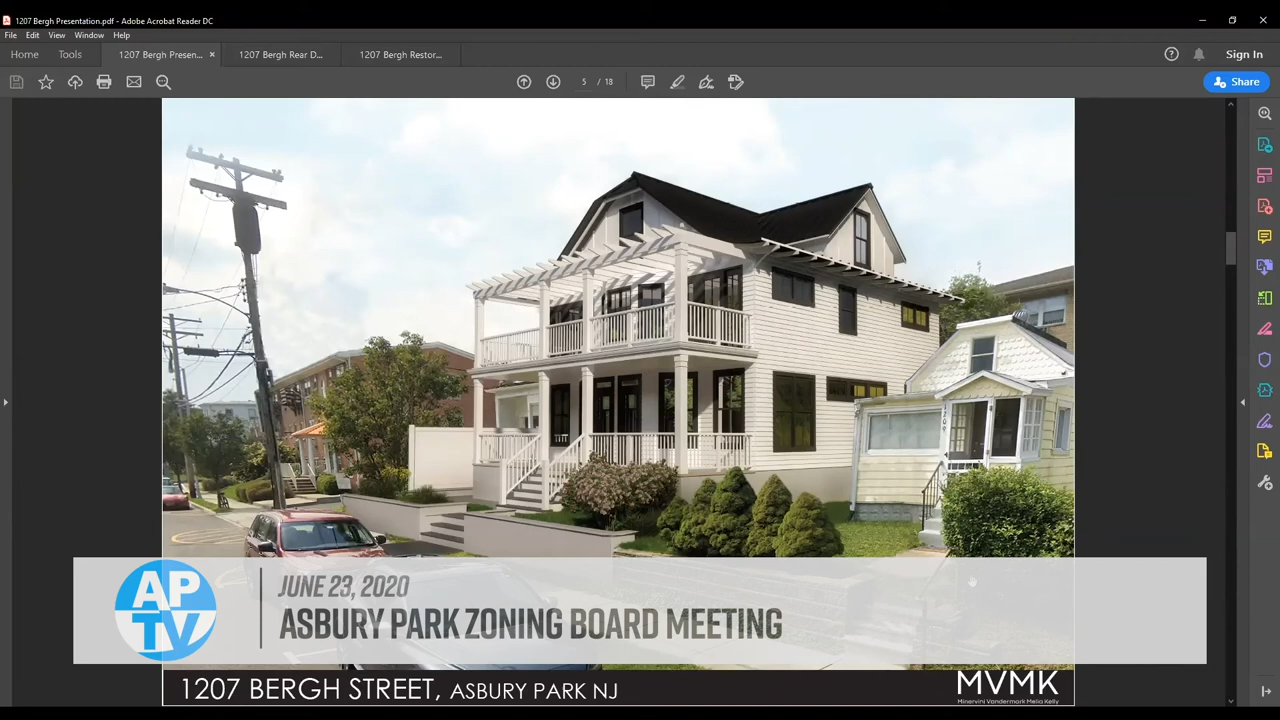 1207 Bergh Presentation.pdf - Adobe Acrobat Reader DC
File Edit View Window Help
Home Tools 1207 Bergh Presen... × 1207 Bergh Rear D... 1207 Bergh Restor... Sign In
5 / 18 Share
1209
AP
TV
JUNE 23, 2020
ASBURY PARK ZONING BOARD MEETING
1207 BERGH STREET, ASBURY PARK NJ
MVMK
Minervini Vandermark Melia Kelly